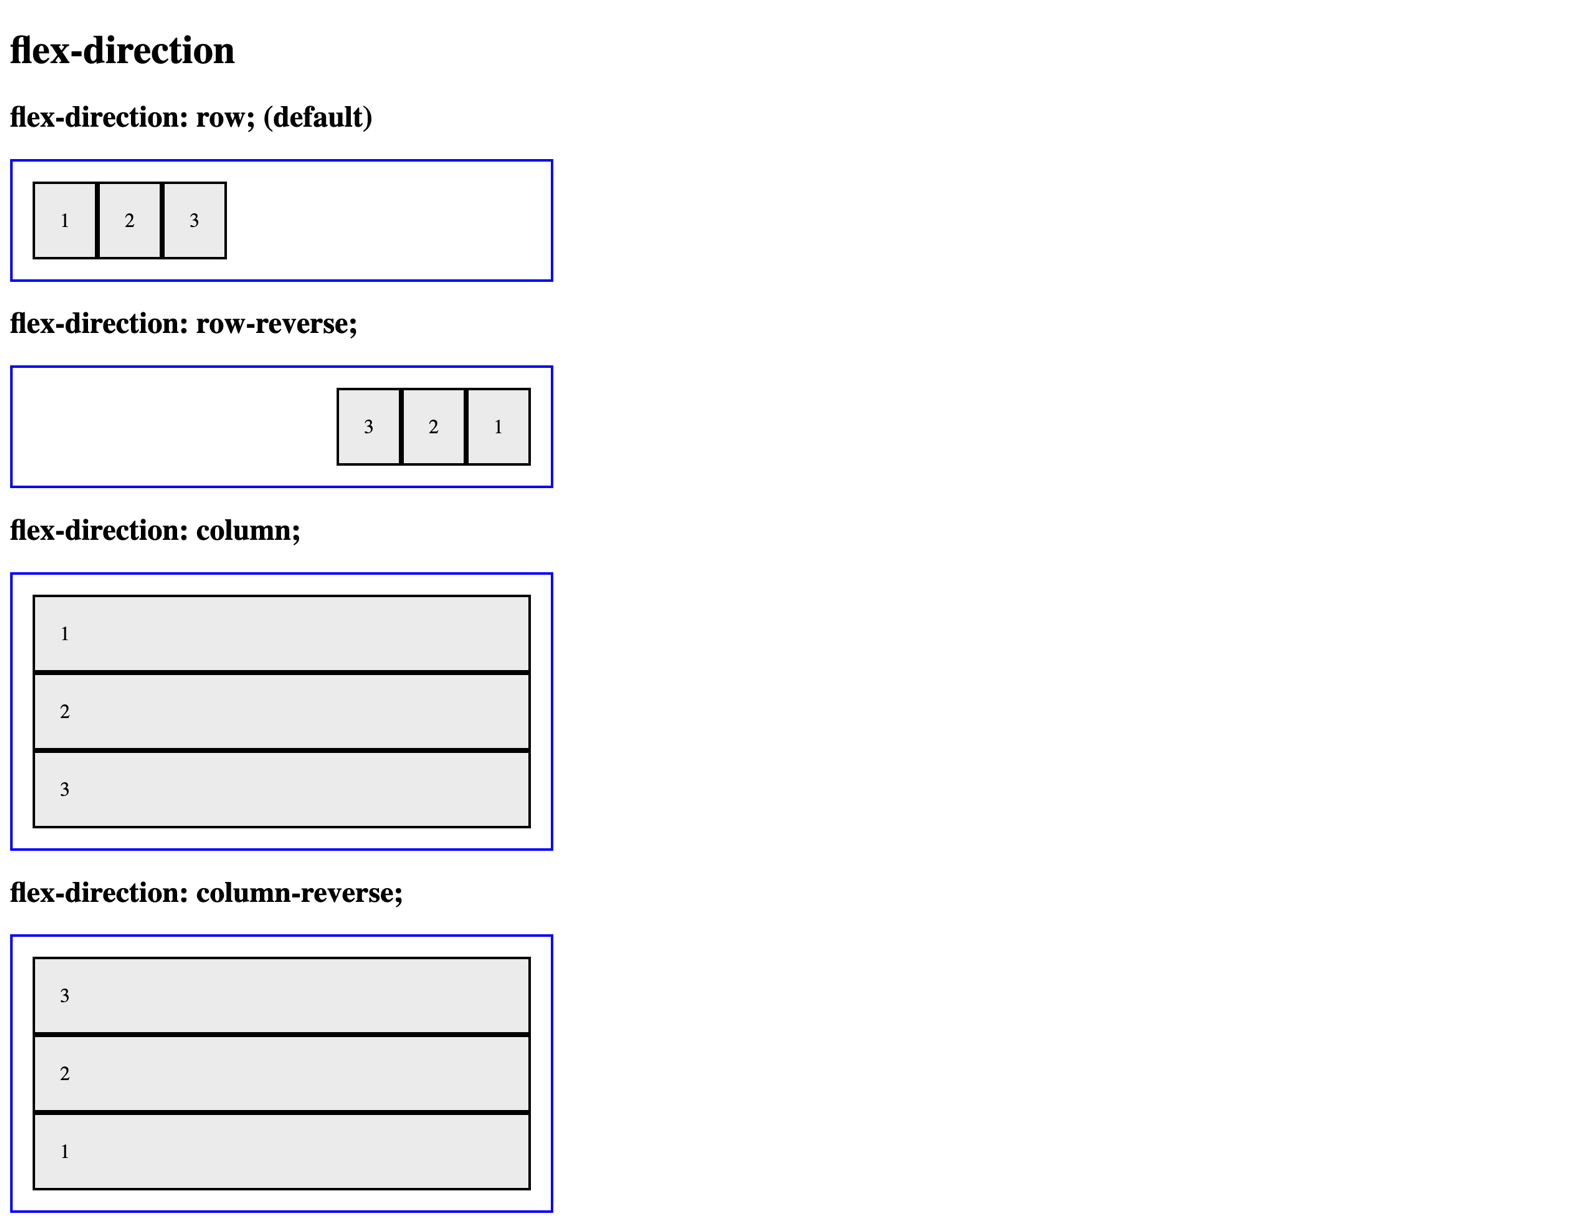 flex-direction
flex-direction: row; (default)
1 2 3
flex-direction: row-reverse;
3 2 1
flex-direction: column;
1
2
3
flex-direction: column-reverse;
3
2
1